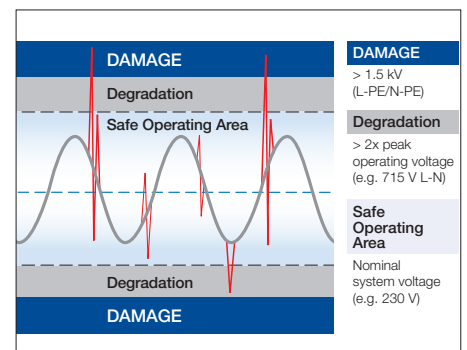 DAMAGE
Degradation
Safe Operating Area
Degradation
DAMAGE
DAMAGE
> 1.5 kV
(L-PE/N-PE)
Degradation
> 2x peak
operating voltage
(e.g. 715 V L-N)
Safe
Operating
Area
Nominal
system voltage
(e.g. 230 V)